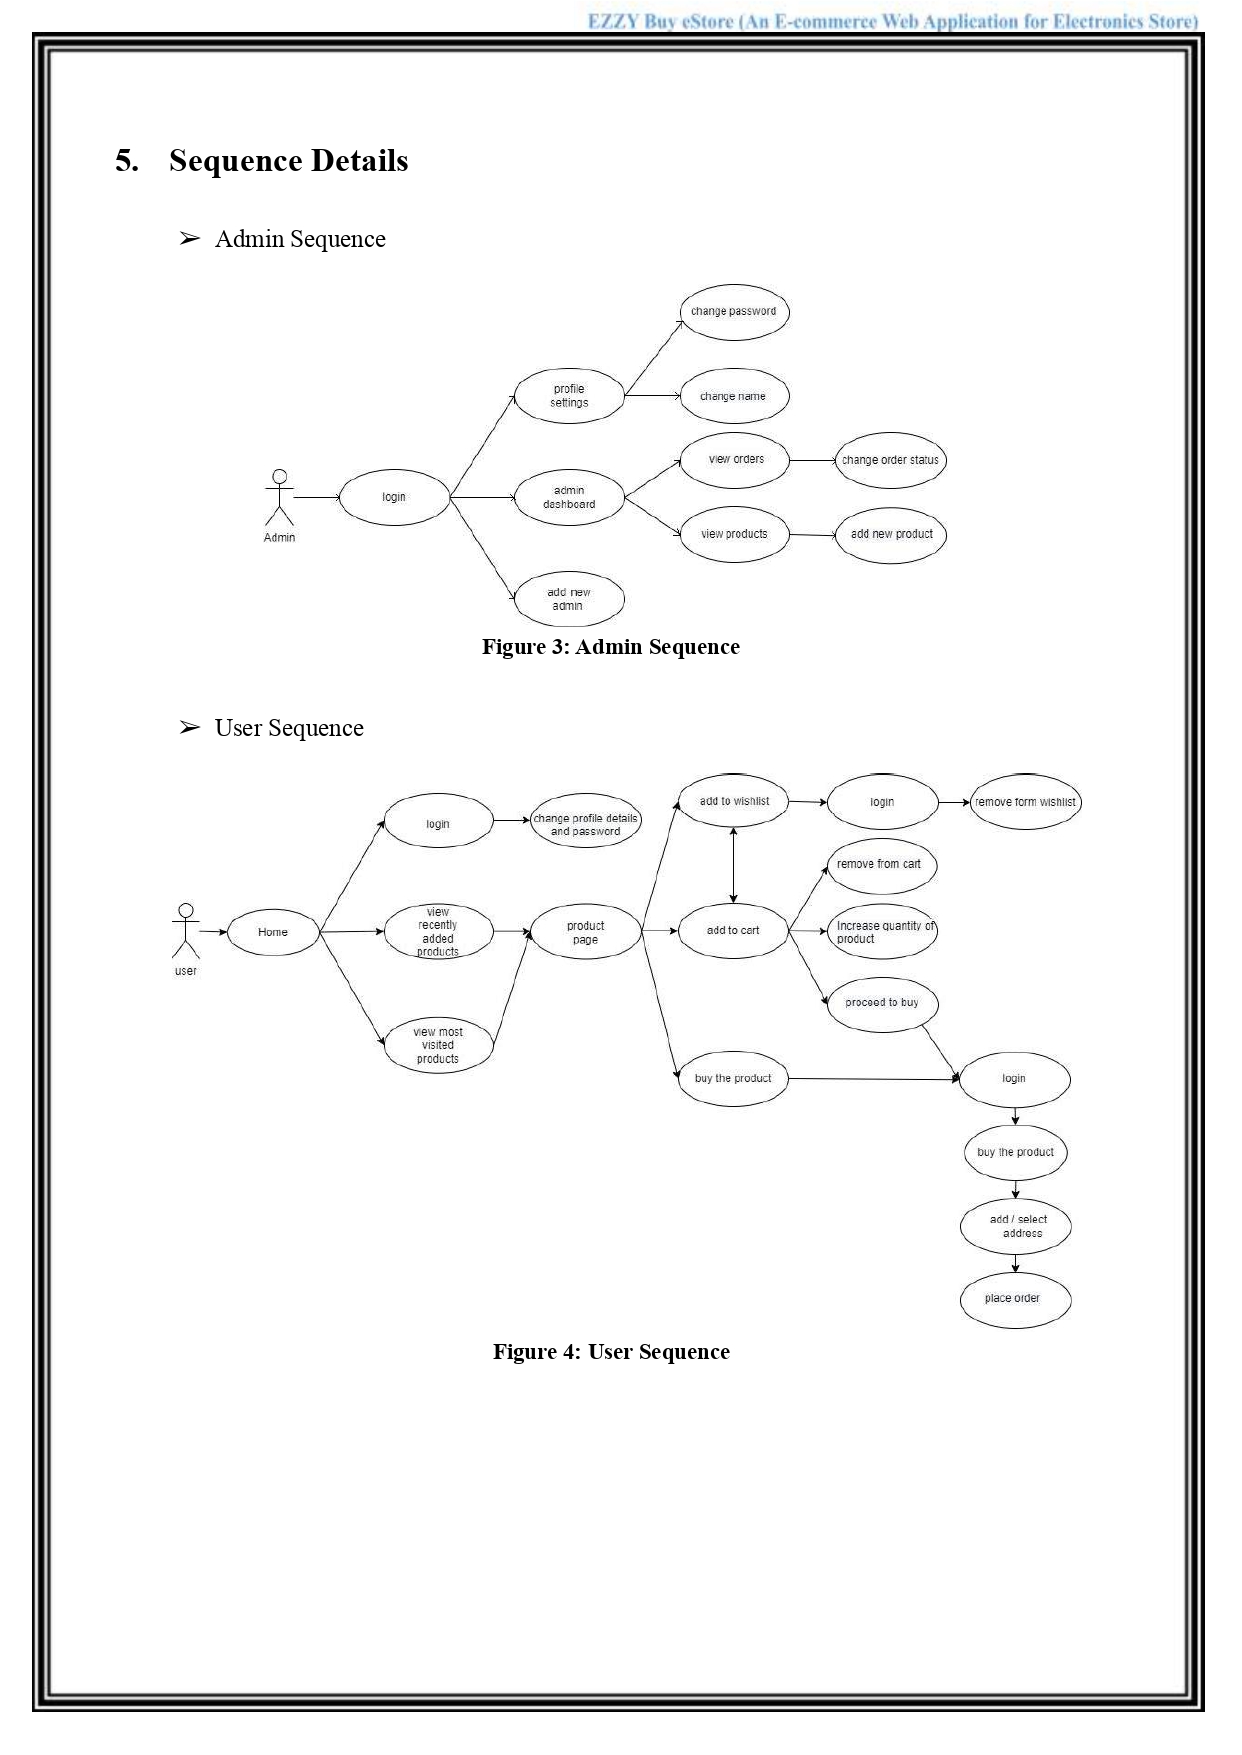 EZZY Buy eStore (An E-commerce Web Application for Electronics Store)
5. Sequence Details
➢ Admin Sequence
change password
profile
settings
change name
view orders
change order status
Admin
login
admin
dashboard
view products
add new product
add new
admin
Figure 3: Admin Sequence
➢ User Sequence
add to wishlist
login
remove form wishlist
login
change profile details
and password
remove from cart
user
Home
view
recently
added
products
product
page
add to cart
Increase quantity of
product
proceed to buy
view most
visited
products
buy the product
login
buy the product
add / select
address
place order
Figure 4: User Sequence